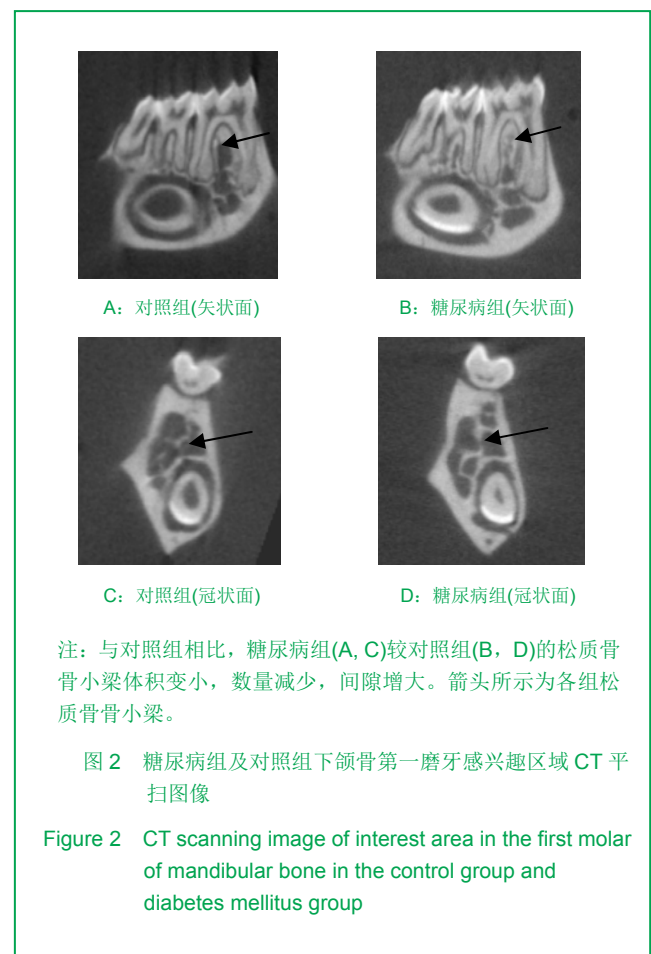 A：对照组(矢状面)
B：糖尿病组(矢状面)
C：对照组(冠状面)
D：糖尿病组(冠状面)
注：与对照组相比，糖尿病组(A, C)较对照组(B，D)的松质骨
骨小梁体积变小，数量减少，间隙增大。箭头所示为各组松
质骨骨小梁。
图 2 糖尿病组及对照组下颌骨第一磨牙感兴趣区域 CT 平
扫图像
Figure 2 CT scanning image of interest area in the first molar
of mandibular bone in the control group and
diabetes mellitus group